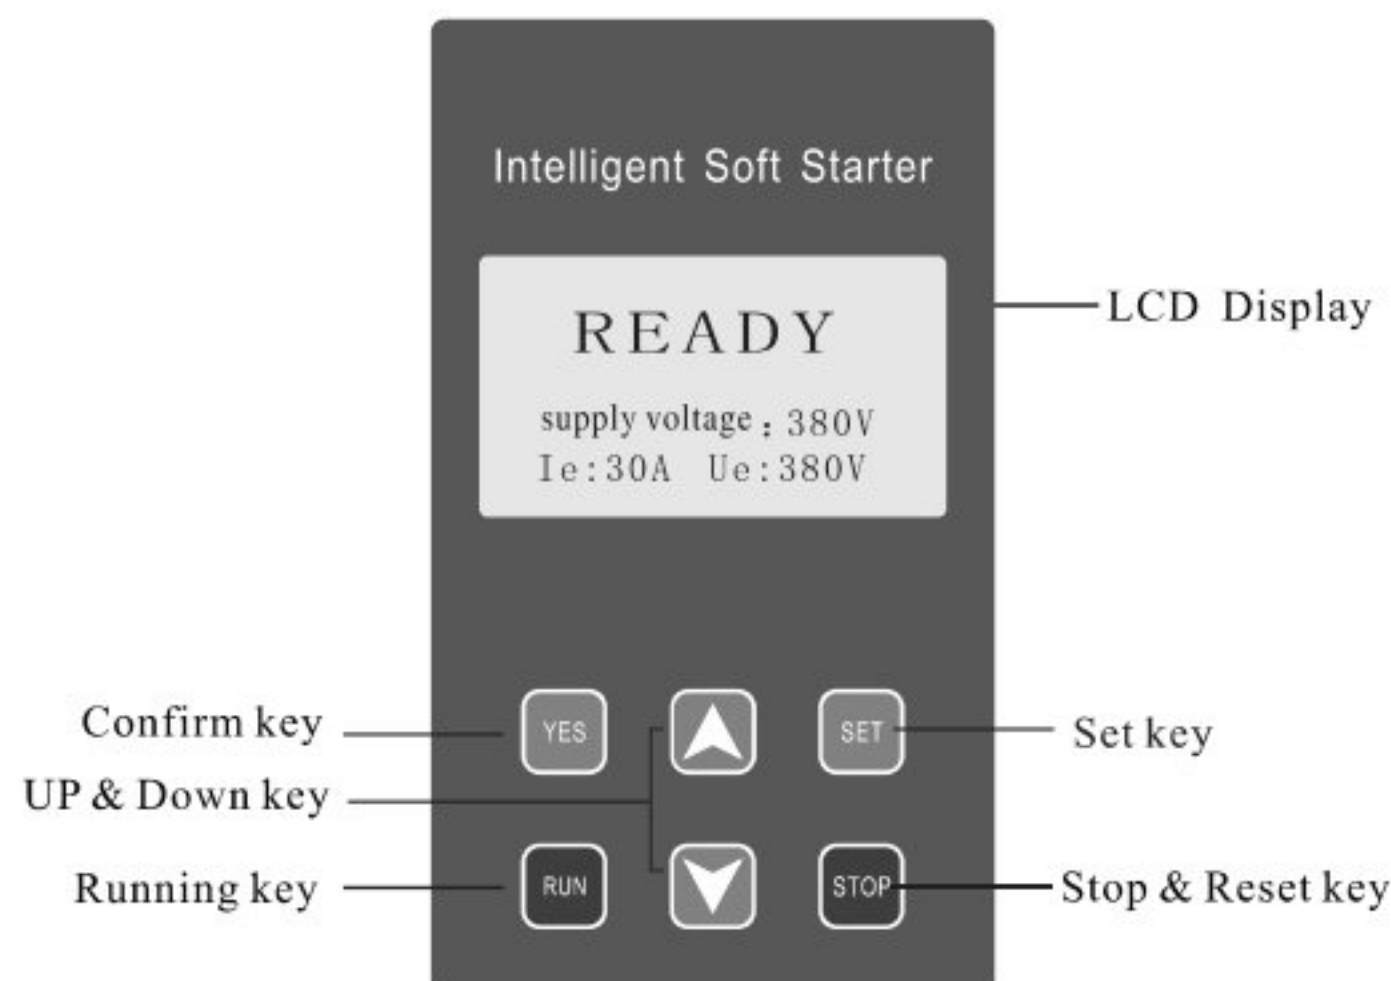 Intelligent Soft Starter
READY
LCD Display
supply voltage : 380V
Ie:30A Ue:380V
Confirm key
YES
SET
Set key
UP & Down key
Running key
RUN
STOP
Stop & Reset key